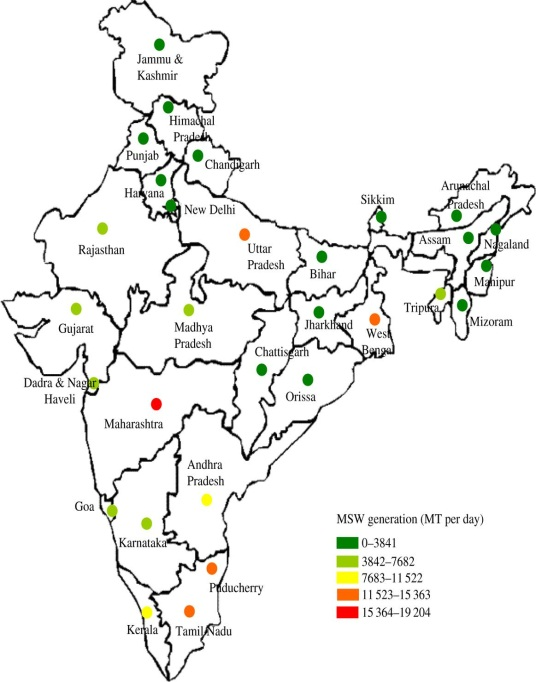 Jammu &
Kashmir
Himachal
Pradesh
Punjab
Chandigarh
Haryana
New Delhi
Sikkim
Arunachal
Pradesh
Rajasthan
Uttar
Pradesh
Assam
Nagaland
Bihar
Manipur
Tripura
Mizoram
Gujarat
Madhya
Pradesh
Jharkhand
West
Bengal
Chattisgarh
Dadra & Nagar
Haveli
Orissa
Maharashtra
Andhra
Pradesh
Goa
Karnataka
Puducherry
Kerala
Tamil Nadu
MSW generation (MT per day)
0–3841
3842–7682
7683–11 522
11 523–15 363
15 364–19 204